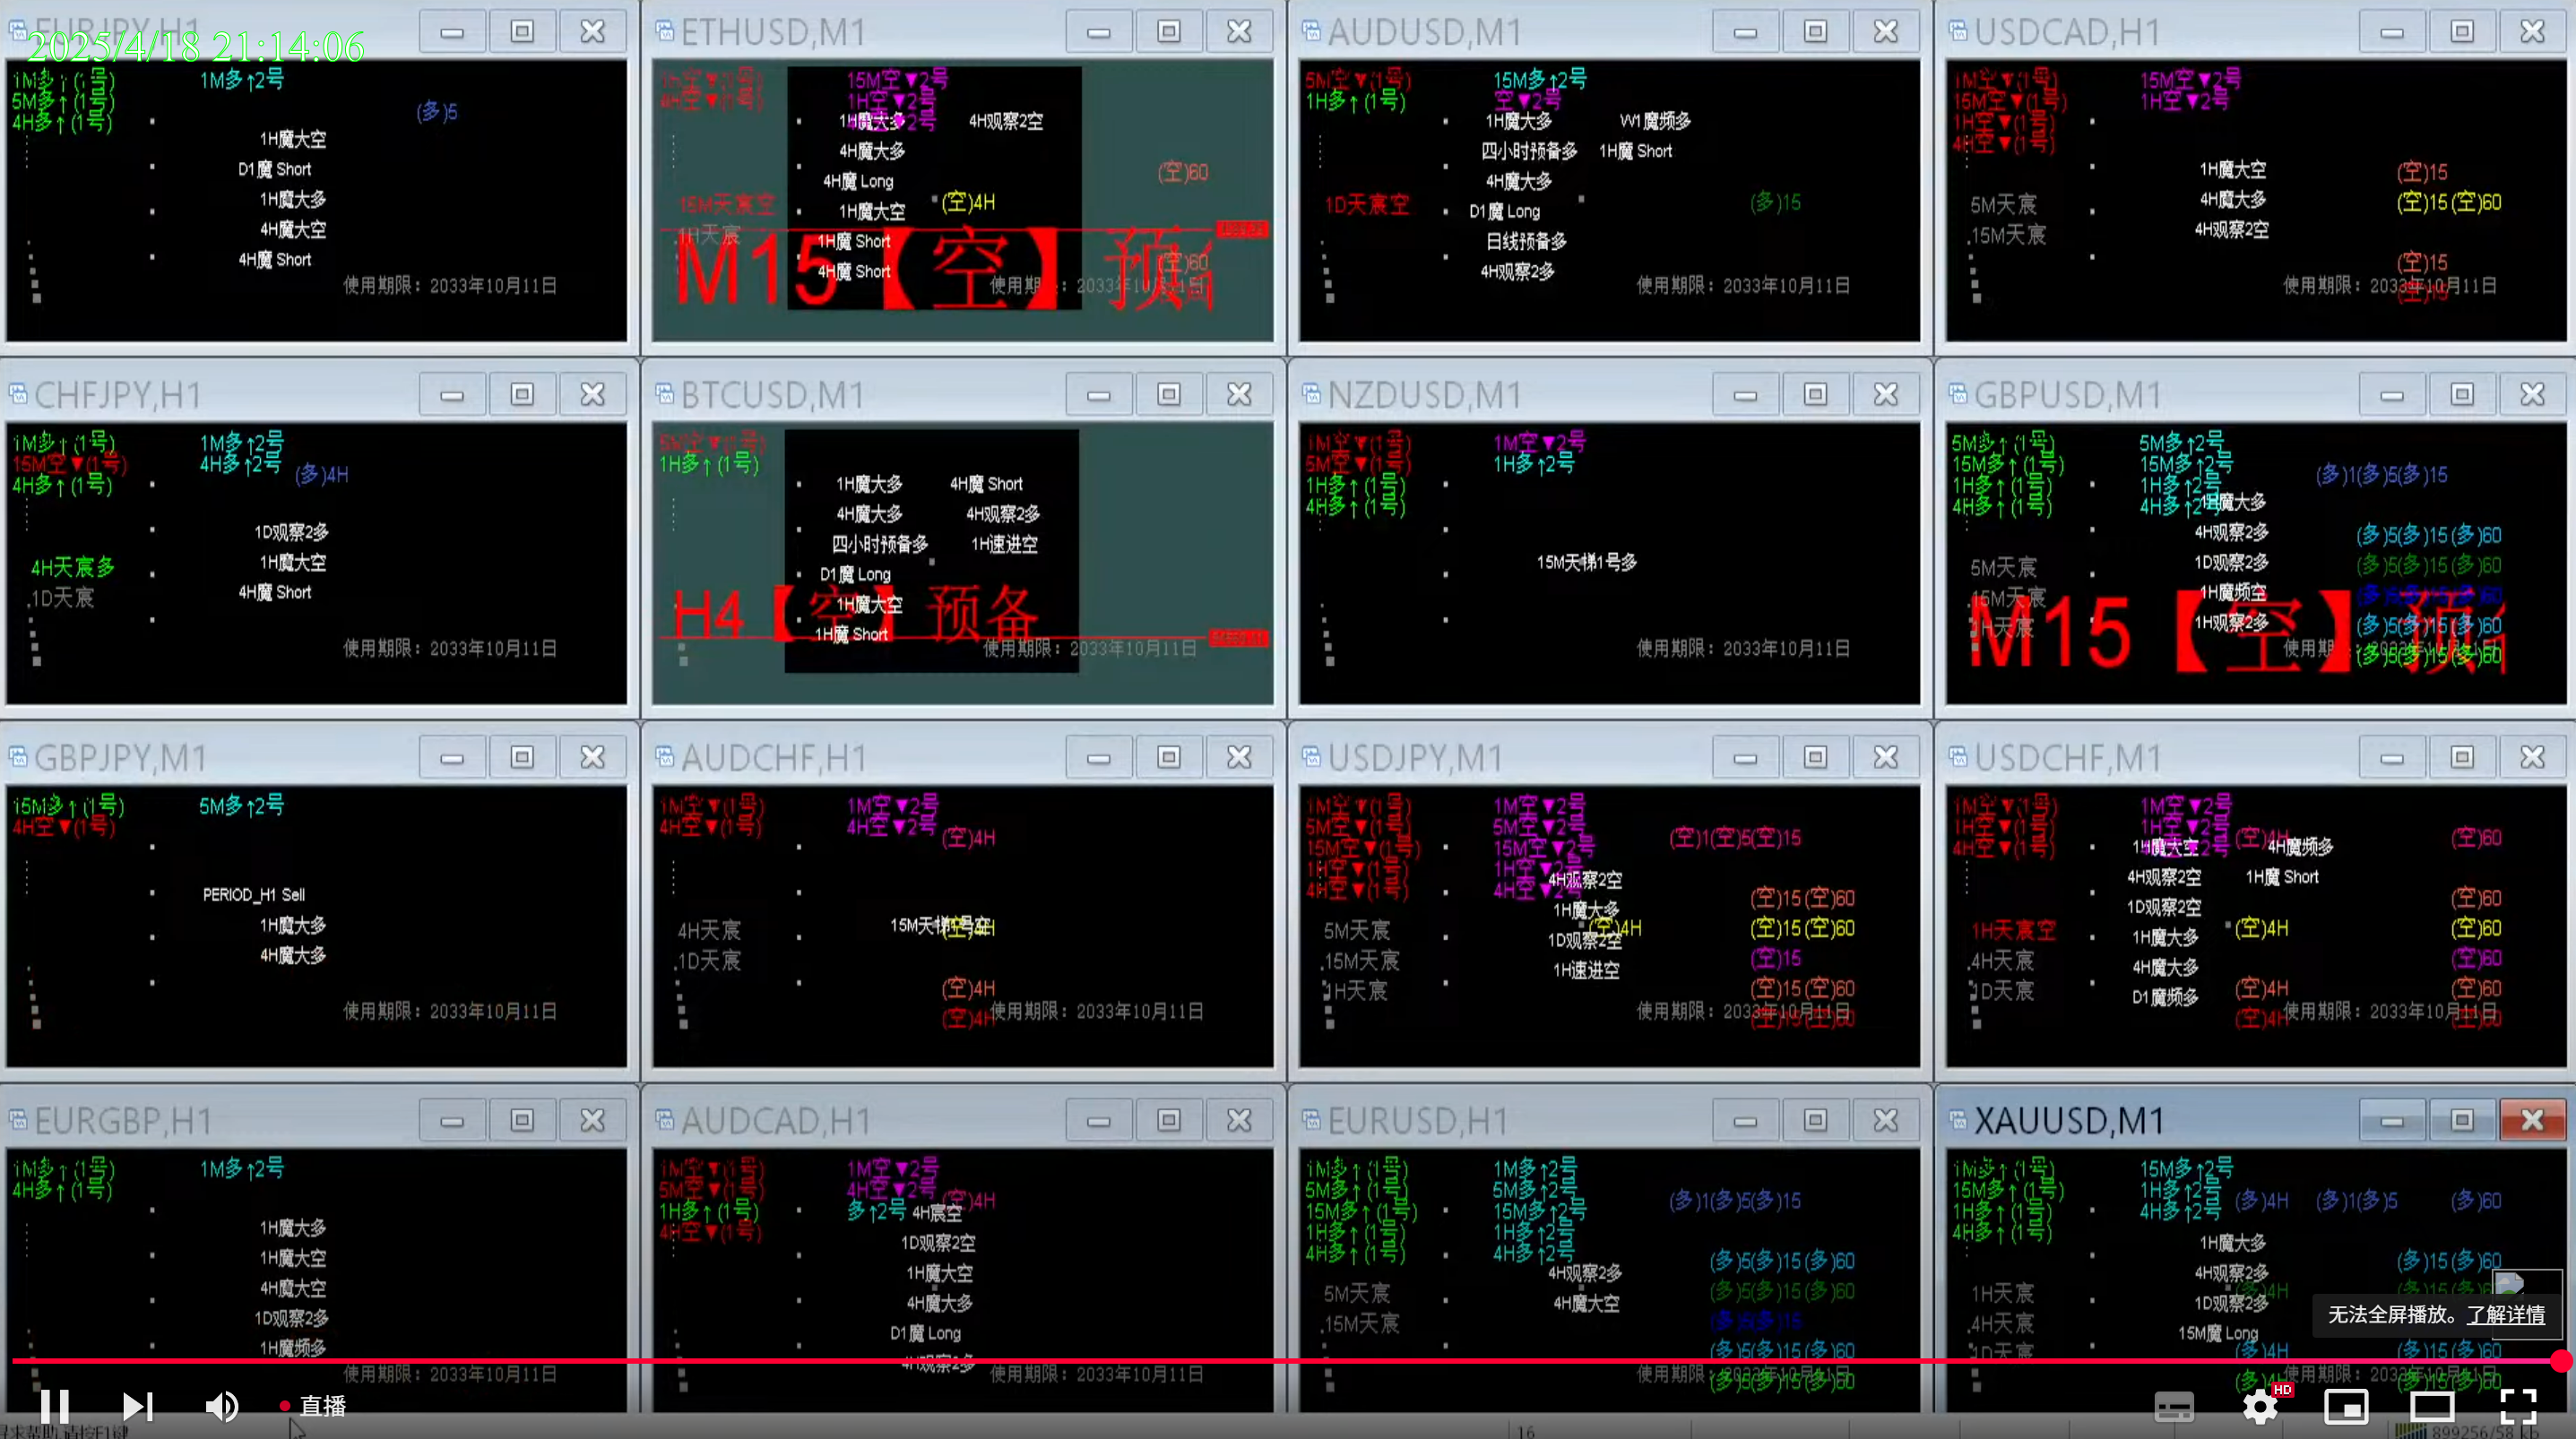 2025/4/18 21:14:06
EURJPY,H1
1M多↑(1号)
5M多↑(1号)
4H多↑(1号)
1M多↑2号
(多)5
1H魔大空
D1魔 Short
1H魔大多
4H魔大空
4H魔 Short
使用期限：2033年10月11日
ETHUSD,M1
4H空▼(1号)
15M空▼2号
1H空▼2号
1H魔大多
4H观察2空
4H魔大多
4H魔 Long
(空)60
15M天宸空
1H魔大空
(空)4H
.1H天宸
1H魔 Short
4H魔 Short
(空)60
M15【空】预备
AUDUSD,M1
5M空▼(1号)
1H多↑(1号)
15M多↑2号
空▼2号
1H魔大多
W1魔频多
四小时预备多
1H魔 Short
4H魔大多
1D天宸空
D1魔 Long
(多)15
日线预备多
4H观察2多
使用期限：2033年10月11日
USDCAD,H1
1M空▼(1号)
15M空▼(1号)
1H空▼(1号)
4H空▼(1号)
15M空▼2号
1H空▼2号
1H魔大空
(空)15
5M天宸
4H魔大多
(空)15(空)60
.15M天宸
4H观察2空
(空)15
(空)15
使用期限：2033年10月11日
CHFJPY,H1
1M多↑(1号)
15M空▼(1号)
4H多↑(1号)
1M多↑2号
4H多↑2号
(多)4H
1D观察2多
4H天宸多
1H魔大空
.1D天宸
4H魔 Short
使用期限：2033年10月11日
BTCUSD,M1
5M空▼(1号)
1H多↑(1号)
1H魔大多
4H魔 Short
4H魔大多
4H观察2多
四小时预备多
1H速进空
D1魔 Long
1H魔大空
1H魔 Short
H4【空】预备
使用期限：2033年10月11日
NZDUSD,M1
1M空▼(1号)
5M空▼(1号)
1H多↑(1号)
4H多↑(1号)
1M空▼2号
1H多↑2号
15M天梯1号多
使用期限：2033年10月11日
GBPUSD,M1
5M多↑(1号)
15M多↑(1号)
1H多↑(1号)
4H多↑(1号)
5M多↑2号
15M多↑2号
1H多↑2号
4H多↑2号
(多)1(多)5(多)15
1H魔大多
4H观察2多
(多)5(多)15(多)60
5M天宸
1D观察2多
(多)5(多)15(多)60
.15M天宸
1H魔频空
1H天宸
1H观察2多
(多)5(多)15(多)60
(多)5(多)15(多)60
M15【空】预备
GBPJPY,M1
15M多↑(1号)
4H空▼(1号)
5M多↑2号
PERIOD_H1 Sell
1H魔大多
4H魔大多
使用期限：2033年10月11日
AUDCHF,H1
1M空▼(1号)
4H空▼(1号)
1M空▼2号
4H空▼2号
(空)4H
4H天宸
15M天梯1号空
(空)4H
.1D天宸
(空)4H
(空)4H
使用期限：2033年10月11日
USDJPY,M1
1M空▼(1号)
5M空▼(1号)
15M空▼(1号)
1H空▼(1号)
4H空▼(1号)
1M空▼2号
5M空▼2号
15M空▼2号
1H空▼2号
4H空▼2号
(空)1(空)5(空)15
4H观察2空
1H魔大多
(空)15(空)60
5M天宸
(空)4H
(空)15(空)60
1D观察2空
.15M天宸
1H速进空
(空)15
1H天宸
(空)15(空)60
(空)15(空)60
使用期限：2033年10月11日
USDCHF,M1
1M空▼(1号)
1H空▼(1号)
4H空▼(1号)
1M空▼2号
1H空▼2号
(空)4H
(空)60
1H魔大空
4H魔频多
4H观察2空
1H魔 Short
1D观察2空
(空)60
1H天宸空
1H魔大多
(空)4H
(空)60
.4H天宸
4H魔大多
(空)60
1D天宸
D1魔频多
(空)4H
(空)60
(空)4H
(空)60
使用期限：2033年10月11日
EURGBP,H1
1M多↑(1号)
4H多↑(1号)
1M多↑2号
1H魔大多
1H魔大空
4H魔大空
1D观察2多
1H魔频多
使用期限：2033年10月11日
AUDCAD,H1
1M空▼(1号)
5M空▼(1号)
1H多↑(1号)
4H空▼(1号)
1M空▼2号
4H空▼2号
多↑2号
(空)4H
4H宸空
1D观察2空
1H魔大空
4H魔大多
D1魔 Long
4H观察2多
使用期限：2033年10月11日
EURUSD,H1
1M多↑(1号)
5M多↑(1号)
15M多↑(1号)
1H多↑(1号)
4H多↑(1号)
1M多↑2号
5M多↑2号
15M多↑2号
1H多↑2号
4H多↑2号
(多)1(多)5(多)15
4H观察2多
(多)5(多)15(多)60
5M天宸
4H魔大空
(多)5(多)15(多)60
.15M天宸
(多)5(多)15
(多)5(多)15(多)60
(多)5(多)15(多)60
XAUUSD,M1
1M多↑(1号)
15M多↑(1号)
1H多↑(1号)
4H多↑(1号)
15M多↑2号
1H多↑2号
4H多↑2号
(多)4H
(多)1(多)5
(多)60
1H魔大多
4H观察2多
(多)15(多)60
1H天宸
(多)4H
1D观察2多
.4H天宸
15M魔 Long
1D天宸
(多)4H
(多)15(多)60
无法全屏播放。了解详情
直播
HD
寻求帮助,请按F1键
16
899256/58 kb